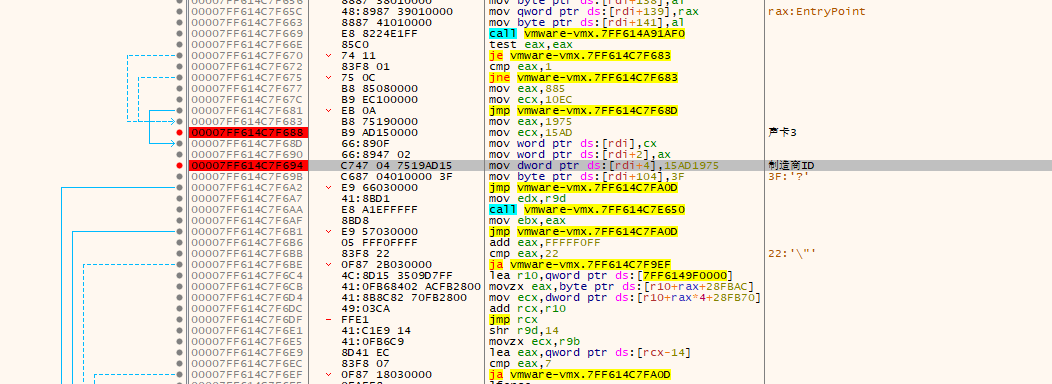 00007FF614C7F656 8887 38010000 mov byte ptr ds:[rdi+138],al
00007FF614C7F65C 48:8987 39010000 mov qword ptr ds:[rdi+139],rax rax:EntryPoint
00007FF614C7F663 8887 41010000 mov byte ptr ds:[rdi+141],al
00007FF614C7F669 E8 8224E1FF call vmware-vmx.7FF614A91AF0
00007FF614C7F66E 85C0 test eax,eax
00007FF614C7F670 74 11 je vmware-vmx.7FF614C7F683
00007FF614C7F672 83F8 01 cmp eax,1
00007FF614C7F675 75 0C jne vmware-vmx.7FF614C7F683
00007FF614C7F677 B8 85080000 mov eax,885
00007FF614C7F67C B9 EC100000 mov ecx,10EC
00007FF614C7F681 EB 0A jmp vmware-vmx.7FF614C7F68D
00007FF614C7F683 B8 75190000 mov eax,1975
00007FF614C7F688 B9 AD150000 mov ecx,15AD 声卡3
00007FF614C7F68D 66:890F mov word ptr ds:[rdi],cx
00007FF614C7F690 66:8947 02 mov word ptr ds:[rdi+2],ax
00007FF614C7F694 C747 04 7519AD15 mov dword ptr ds:[rdi+4],15AD1975 制造商ID
00007FF614C7F69B C687 04010000 3F mov byte ptr ds:[rdi+104],3F 3F:'?'
00007FF614C7F6A2 E9 66030000 jmp vmware-vmx.7FF614C7FA0D
00007FF614C7F6A7 41:8BD1 mov edx,r9d
00007FF614C7F6AA E8 A1EFFFFF call vmware-vmx.7FF614C7E650
00007FF614C7F6AF 8BD8 mov ebx,eax
00007FF614C7F6B1 E9 57030000 jmp vmware-vmx.7FF614C7FA0D
00007FF614C7F6B6 05 FFF0FFFF add eax,FFFFF0FF
00007FF614C7F6BB 83F8 22 cmp eax,22 22:'\"'
00007FF614C7F6BE 0F87 2B030000 ja vmware-vmx.7FF614C7F9EF
00007FF614C7F6C4 4C:8D15 3509D7FF lea r10,qword ptr ds:[7FF6149F0000]
00007FF614C7F6CB 41:0FB68402 ACFB2800 movzx eax,byte ptr ds:[r10+rax+28FBAC]
00007FF614C7F6D4 41:8B8C82 70FB2800 mov ecx,dword ptr ds:[r10+rax*4+28FB70]
00007FF614C7F6DC 49:03CA add rcx,r10
00007FF614C7F6DF FFE1 jmp rcx
00007FF614C7F6E1 41:C1E9 14 shr r9d,14
00007FF614C7F6E5 41:0FB6C9 movzx ecx,r9b
00007FF614C7F6E9 8D41 EC lea eax,qword ptr ds:[rcx-14]
00007FF614C7F6EC 83F8 07 cmp eax,7
00007FF614C7F6EF 0F87 18030000 ja vmware-vmx.7FF614C7FA0D